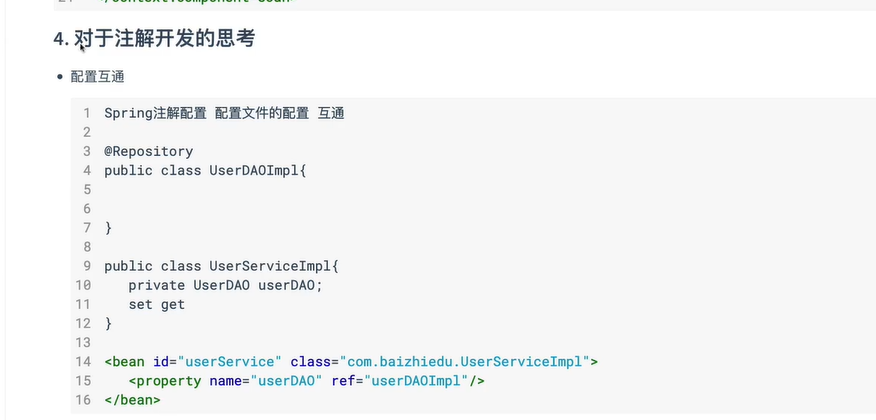 4. 对于注解开发的思考
配置互通
1 Spring注解配置 配置文件的配置 互通
2
3 @Repository
4 public class UserDAOImpl{
5
6
7 }
8
9 public class UserServiceImpl{
10 private UserDAO userDAO;
11 set get
12 }
13
14 <bean id="userService" class="com.baizhiedu.UserServiceImpl">
15 <property name="userDAO" ref="userDAOImpl"/>
16 </bean>